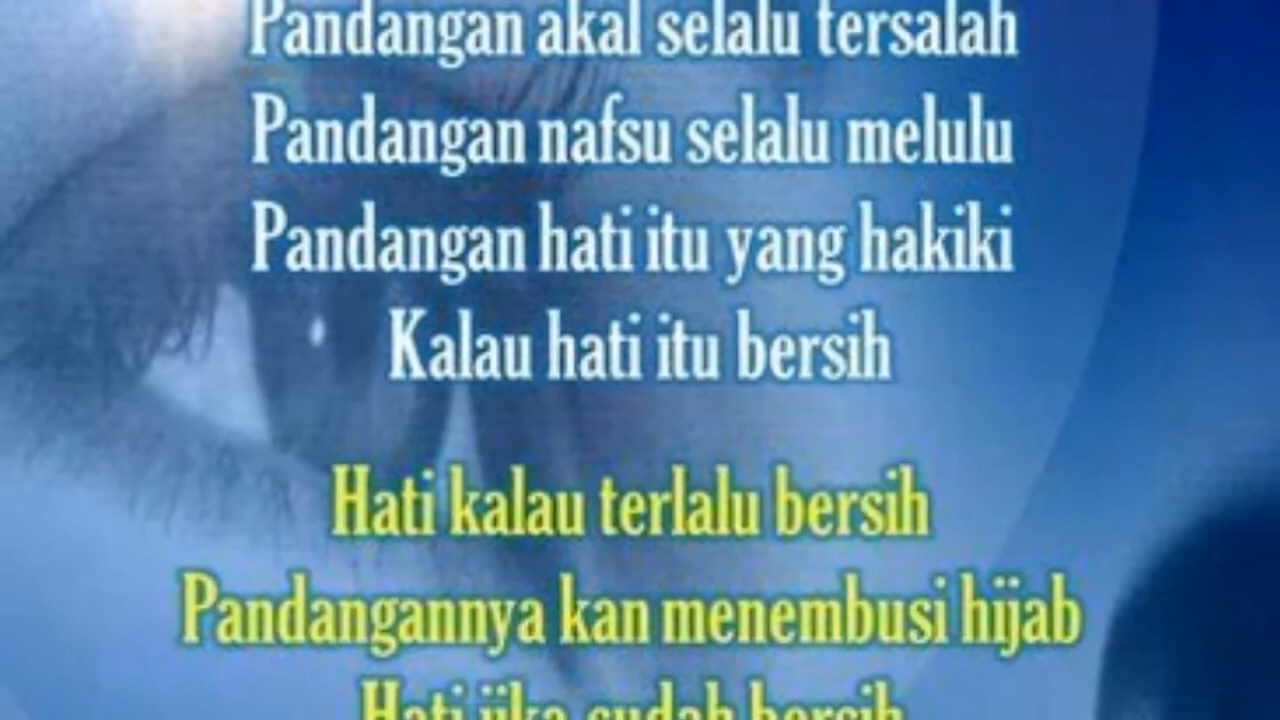 Pandangan akal selalu tersalah
Pandangan nafsu selalu melulu
Pandangan hati itu yang hakiki
Kalau hati itu bersih
Hati kalau terlalu bersih
Pandangannya kan menembusi hijab
Hati jika sudah bersih